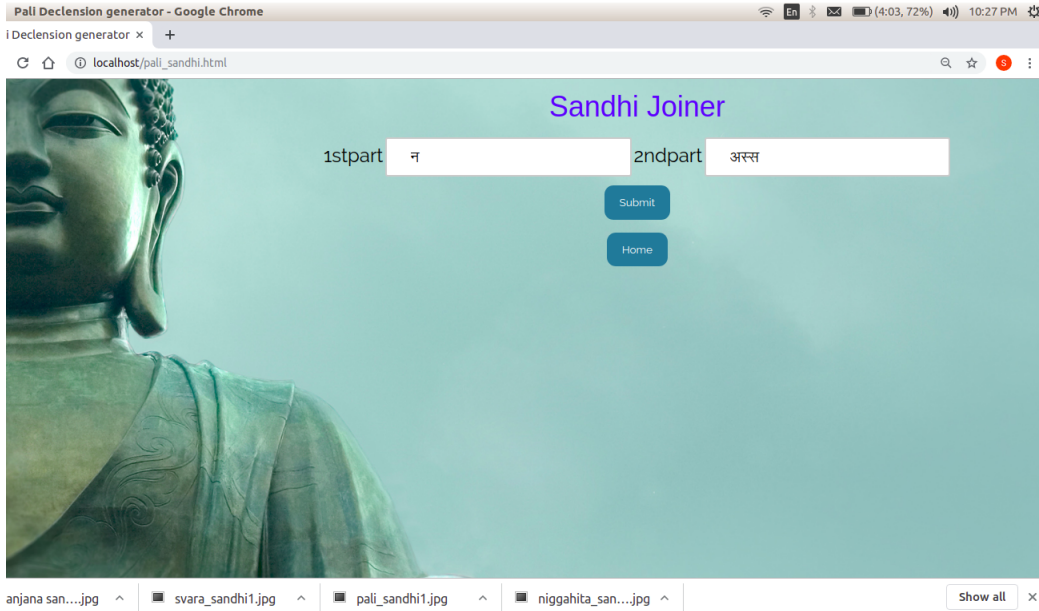 Pali Declension generator - Google Chrome En (4:03, 72%) 10:27 PM
i Declension generator × +
localhost/pali_sandhi.html S
Sandhi Joiner
1stpart न 2ndpart अस्स
Submit
Home
anjana san....jpg svara_sandhi1.jpg pali_sandhi1.jpg niggahita_san....jpg Show all ×